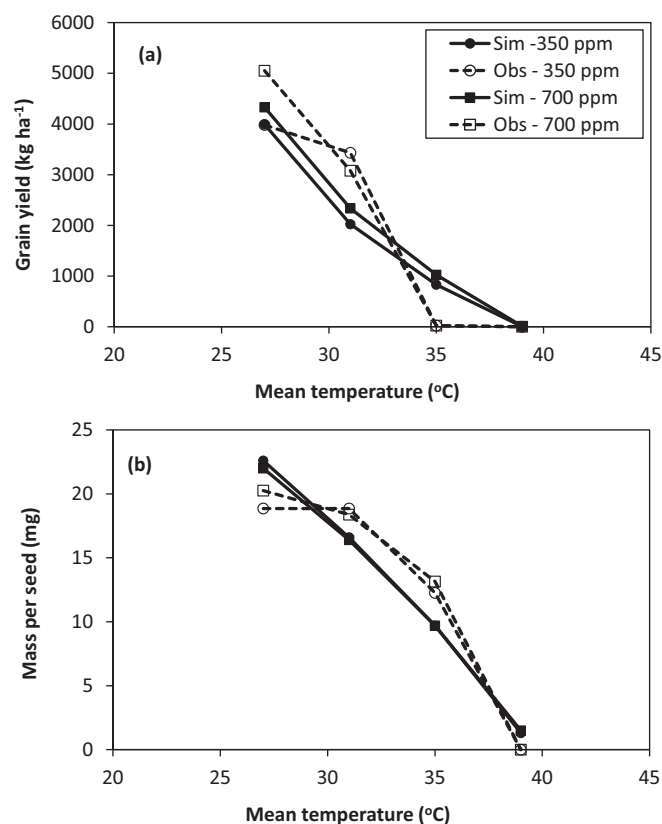 6000
5000
4000
3000
2000
1000
0
Grain yield (kg ha⁻¹)
(a)
Sim -350 ppm
Obs - 350 ppm
Sim - 700 ppm
Obs - 700 ppm
20 25 30 35 40 45
Mean temperature (ºC)
25
20
15
10
5
0
Mass per seed (mg)
(b)
20 25 30 35 40 45
Mean temperature (ºC)